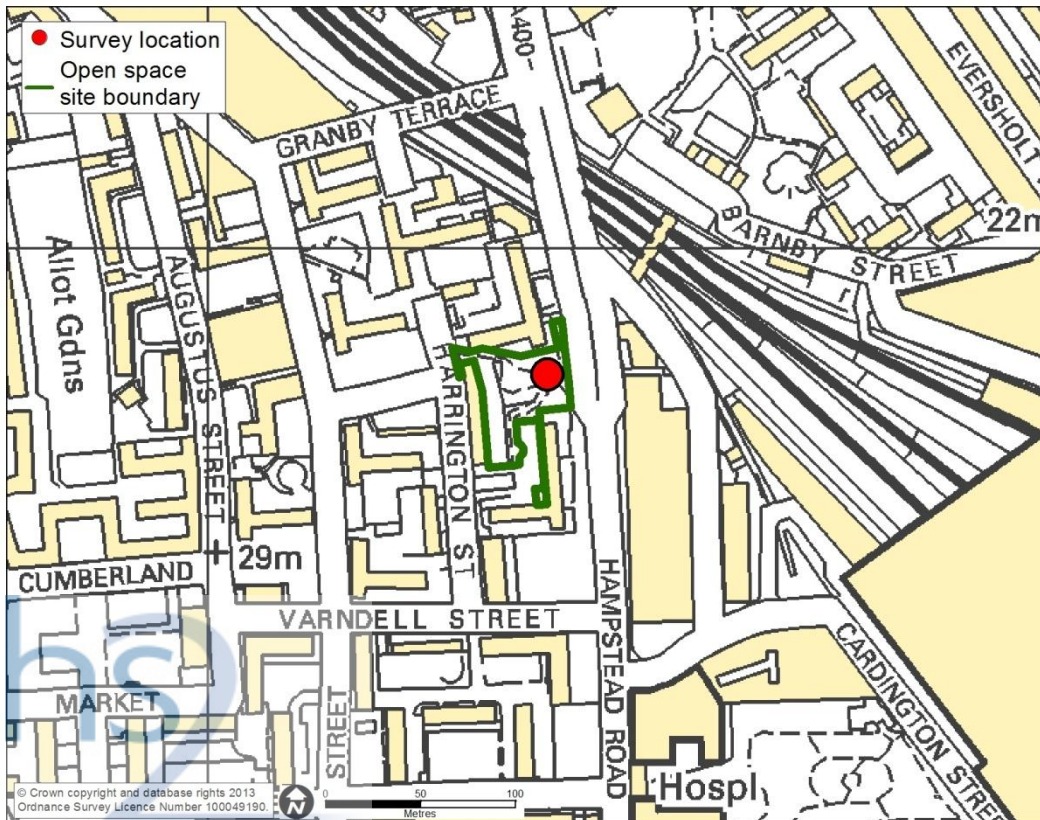 Survey location
Open space
site boundary
A400
GRANBY TERRACE
EVERSHOLT
BARNBY STREET
22m
Allot Gdns
AUGUSTUS STREET
HARRINGTON ST
29m
CUMBERLAND
VARNDELL STREET
HAMPSTEAD ROAD
CARDINGTON STREE
MARKET
STREET
Hospl
hs2
© Crown copyright and database rights 2013
Ordnance Survey Licence Number 100049190.
N
0 50 100
Metres